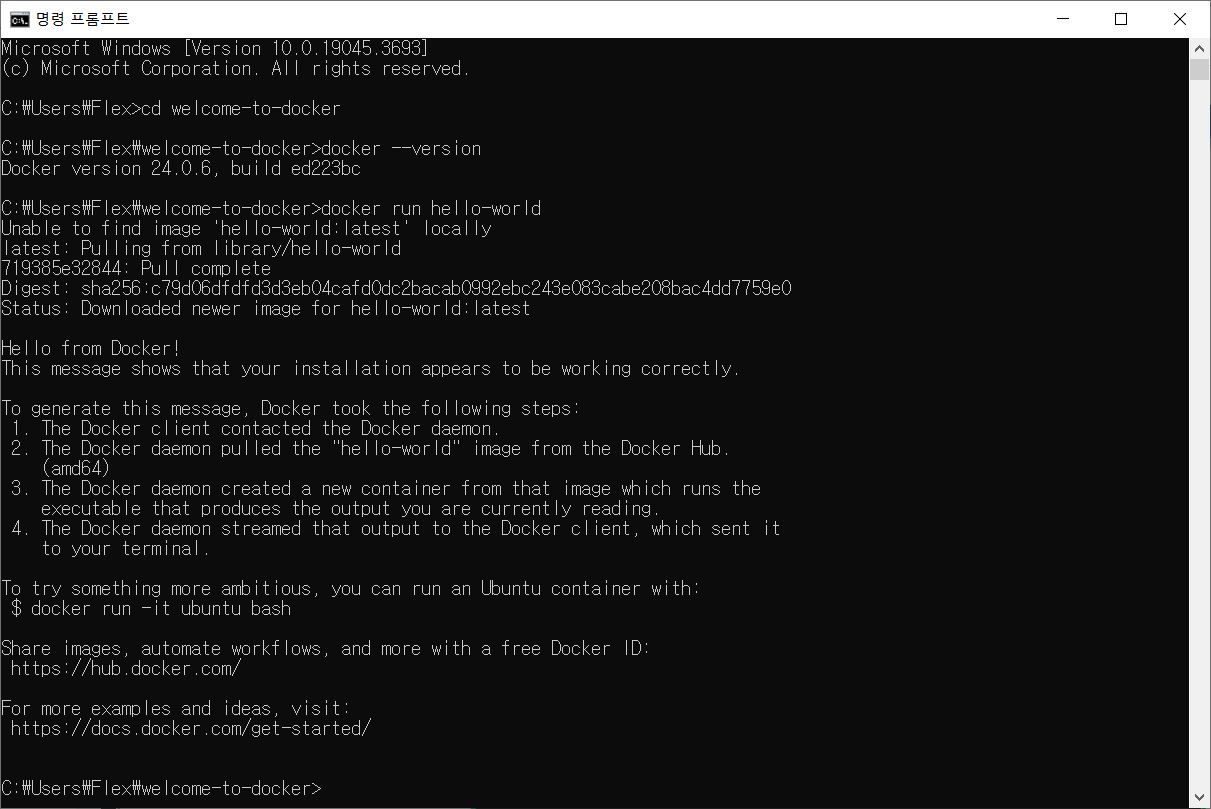 명령 프롬프트
Microsoft Windows [Version 10.0.19045.3693]
(c) Microsoft Corporation. All rights reserved.
C:₩Users₩Flex>cd welcome-to-docker
C:₩Users₩Flex₩welcome-to-docker>docker --version
Docker version 24.0.6, build ed223bc
C:₩Users₩Flex₩welcome-to-docker>docker run hello-world
Unable to find image 'hello-world:latest' locally
latest: Pulling from library/hello-world
719385e32844: Pull complete
Digest: sha256:c79d06dfdfd3d3eb04cafd0dc2bacab0992ebc243e083cabe208bac4dd7759e0
Status: Downloaded newer image for hello-world:latest
Hello from Docker!
This message shows that your installation appears to be working correctly.
To generate this message, Docker took the following steps:
 1. The Docker client contacted the Docker daemon.
 2. The Docker daemon pulled the "hello-world" image from the Docker Hub.
    (amd64)
 3. The Docker daemon created a new container from that image which runs the
    executable that produces the output you are currently reading.
 4. The Docker daemon streamed that output to the Docker client, which sent it
    to your terminal.
To try something more ambitious, you can run an Ubuntu container with:
 $ docker run -it ubuntu bash
Share images, automate workflows, and more with a free Docker ID:
 https://hub.docker.com/
For more examples and ideas, visit:
 https://docs.docker.com/get-started/
C:₩Users₩Flex₩welcome-to-docker>